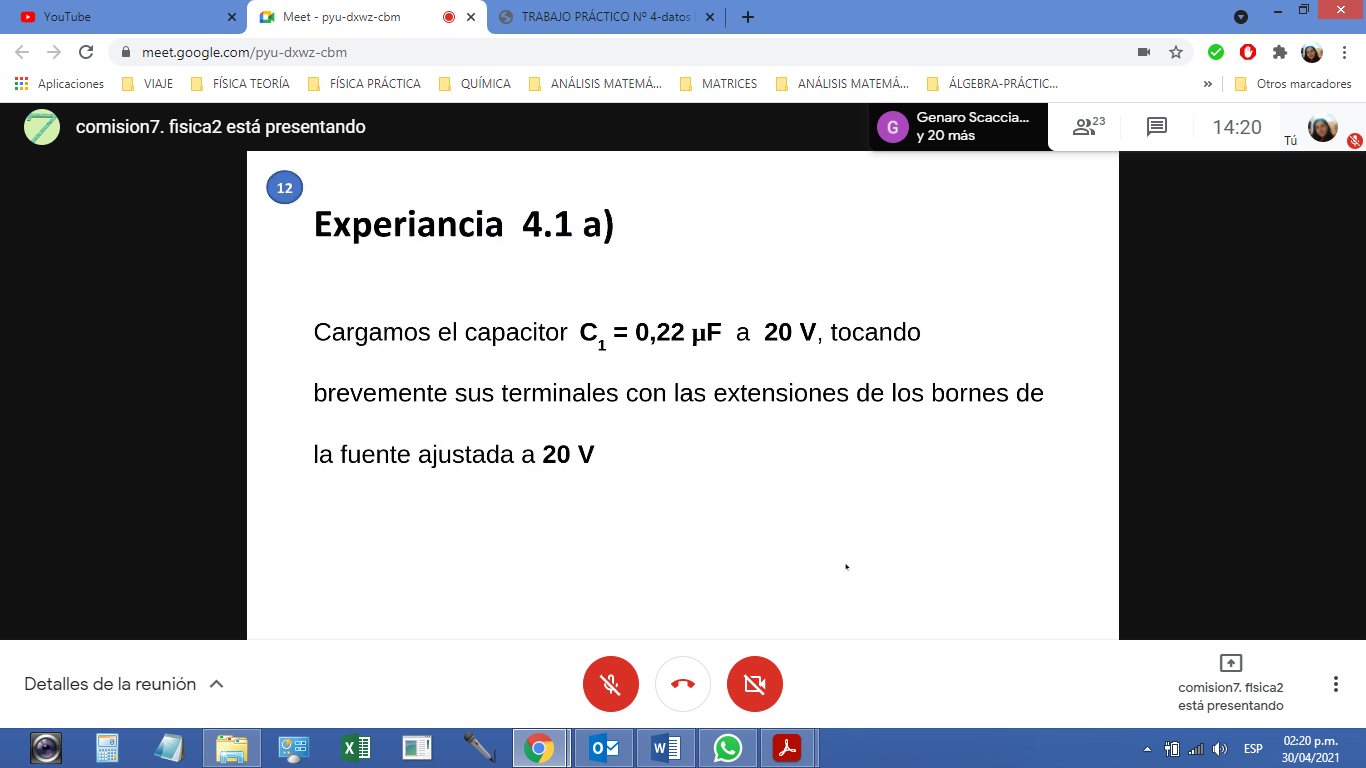 YouTube
Meet - pyu-dxwz-cbm
TRABAJO PRÁCTICO Nº 4-datos
meet.google.com/pyu-dxwz-cbm
Aplicaciones VIAJE FÍSICA TEORÍA FÍSICA PRÁCTICA QUÍMICA ANÁLISIS MATEMÁ... MATRICES ANÁLISIS MATEMÁ... ÁLGEBRA-PRÁCTIC... » Otros marcadores
7 comision7. fisica2 está presentando
G Genaro Scaccia...
y 20 más
23
14:20
Tú
12
Experiancia 4.1 a)
Cargamos el capacitor C1 = 0,22 µF a 20 V, tocando
brevemente sus terminales con las extensiones de los bornes de
la fuente ajustada a 20 V
Detalles de la reunión
comision7. fisica2
está presentando
ESP
02:20 p.m.
30/04/2021